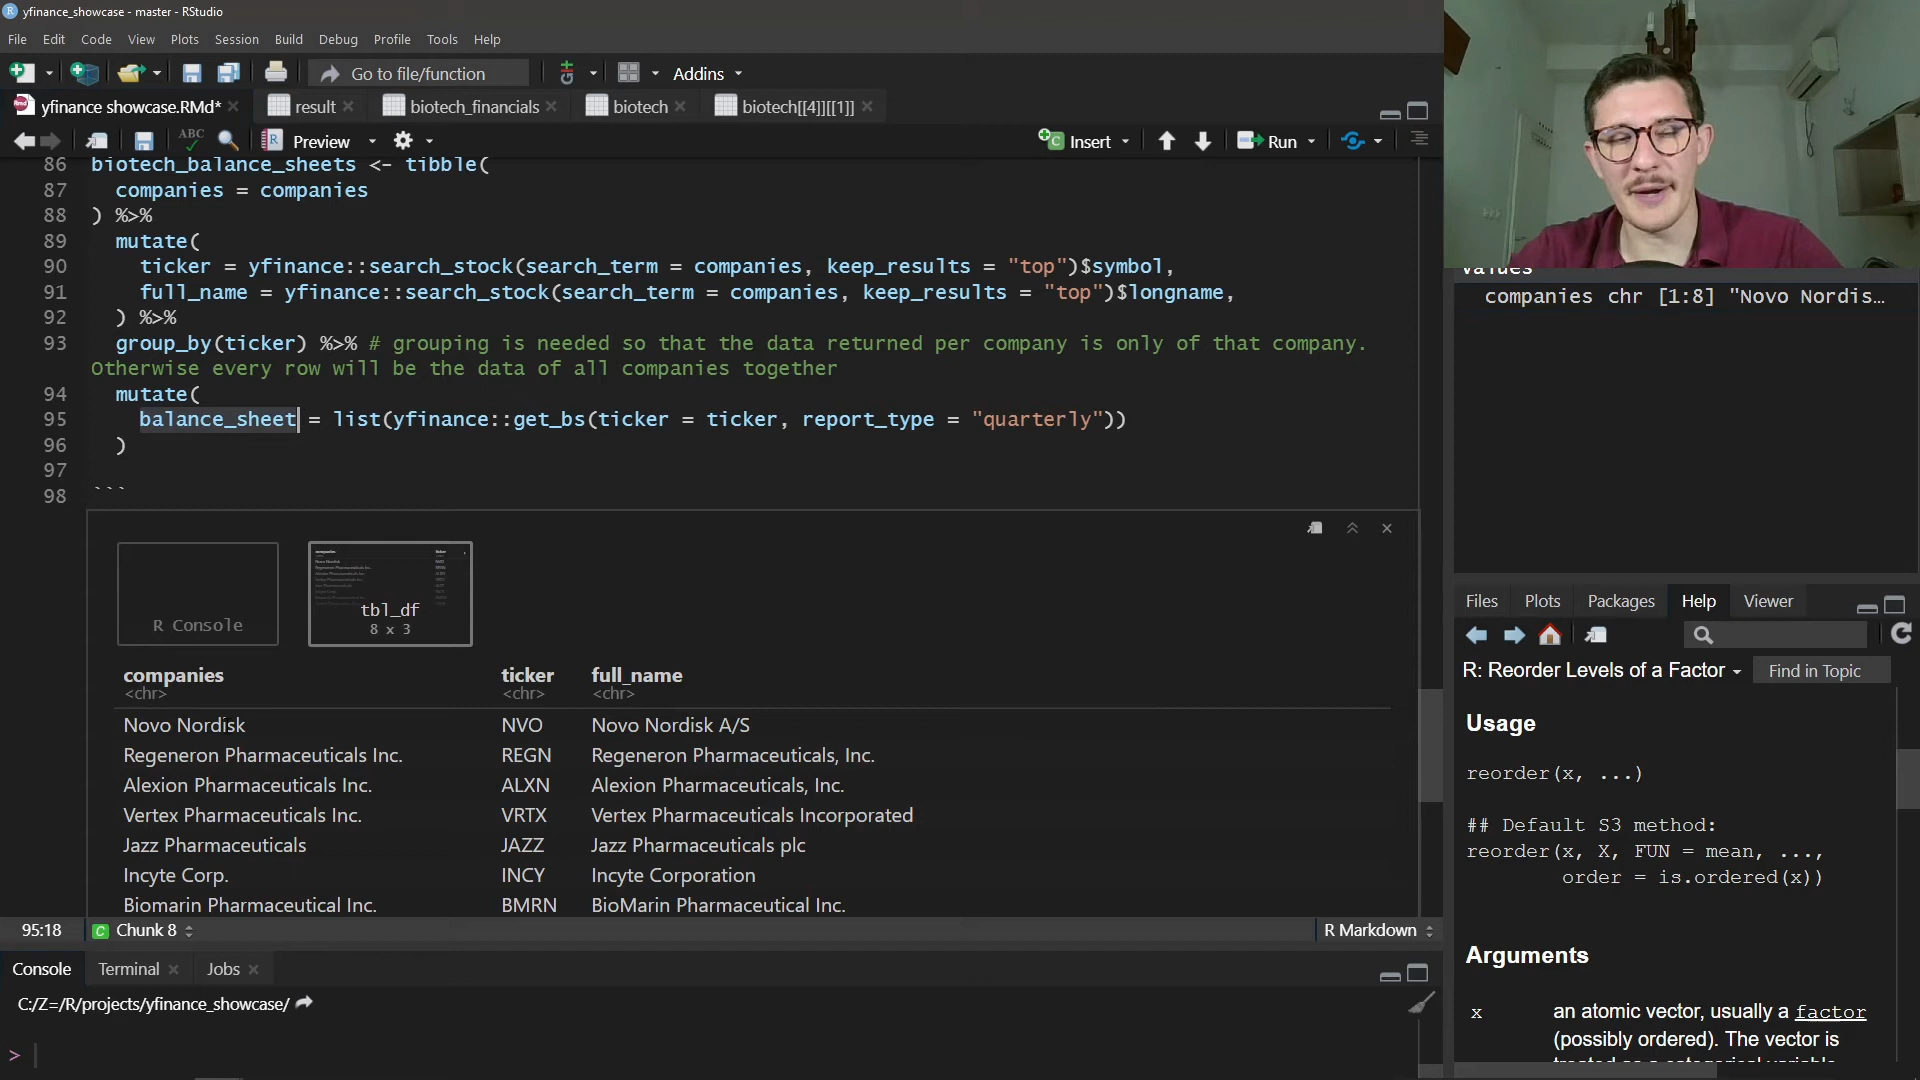 yfinance_showcase - master - RStudio
File Edit Code View Plots Session Build Debug Profile Tools Help
Go to file/function Addins
yfinance showcase.RMd* result biotech_financials biotech biotech[[4]][[1]]
ABC Preview Insert Run
86 biotech_balance_sheets <- tibble(
87 companies = companies
88 ) %>%
89 mutate(
90 ticker = yfinance::search_stock(search_term = companies, keep_results = "top")$symbol,
91 full_name = yfinance::search_stock(search_term = companies, keep_results = "top")$longname,
92 ) %>%
93 group_by(ticker) %>% # grouping is needed so that the data returned per company is only of that company.
Otherwise every row will be the data of all companies together
94 mutate(
95 balance_sheet = list(yfinance::get_bs(ticker = ticker, report_type = "quarterly"))
96 )
97
98 ```
R Console
tbl_df
8 x 3
companies ticker full_name
<chr> <chr> <chr>
Novo Nordisk NVO Novo Nordisk A/S
Regeneron Pharmaceuticals Inc. REGN Regeneron Pharmaceuticals, Inc.
Alexion Pharmaceuticals Inc. ALXN Alexion Pharmaceuticals, Inc.
Vertex Pharmaceuticals Inc. VRTX Vertex Pharmaceuticals Incorporated
Jazz Pharmaceuticals JAZZ Jazz Pharmaceuticals plc
Incyte Corp. INCY Incyte Corporation
Biomarin Pharmaceutical Inc. BMRN BioMarin Pharmaceutical Inc.
95:18 C Chunk 8 R Markdown
Console Terminal Jobs
C:/Z=/R/projects/yfinance_showcase/
>
Values
companies chr [1:8] "Novo Nordis…
Files Plots Packages Help Viewer
R: Reorder Levels of a Factor Find in Topic
Usage
reorder(x, ...)
## Default S3 method:
reorder(x, X, FUN = mean, ...,
order = is.ordered(x))
Arguments
x an atomic vector, usually a factor
(possibly ordered). The vector is